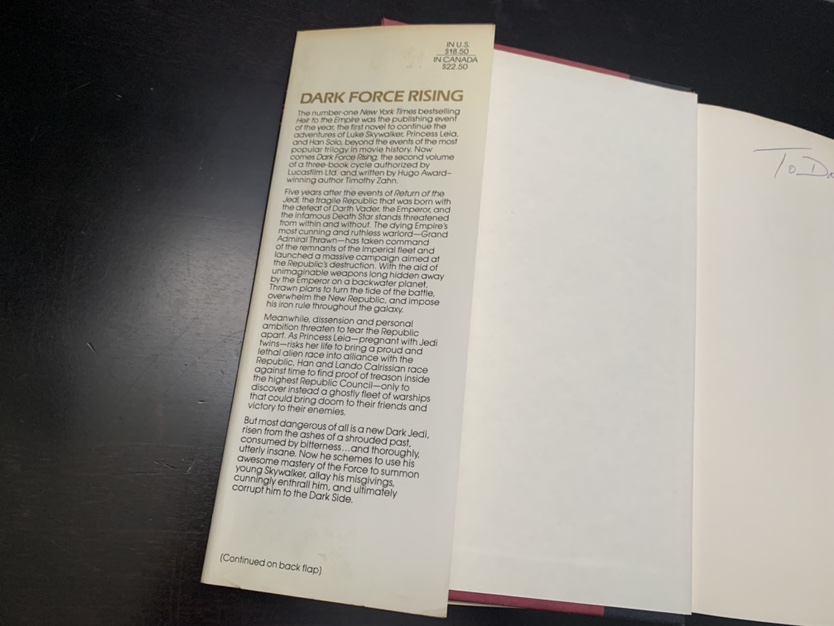 IN U.S.
$18.50
IN CANADA
$22.50
DARK FORCE RISING
The number-one New York Times bestselling
Heir to the Empire was the publishing event
of the year, the first novel to continue the
adventures of Luke Skywalker, Princess Leia,
and Han Solo, beyond the events of the most
popular trilogy in movie history. Now
comes Dark Force Rising, the second volume
of a three-book cycle authorized by
Lucasfilm Ltd. and written by Hugo Award–
winning author Timothy Zahn.
Five years after the events of Return of the
Jedi, the fragile Republic that was born with
the defeat of Darth Vader, the Emperor, and
the infamous Death Star stands threatened
from within and without. The dying Empire's
most cunning and ruthless warlord—Grand
Admiral Thrawn—has taken command
of the remnants of the Imperial fleet and
launched a massive campaign aimed at
the Republic's destruction. With the aid of
unimaginable weapons long hidden away
by the Emperor on a backwater planet,
Thrawn plans to turn the tide of the battle,
overwhelm the New Republic, and impose
his iron rule throughout the galaxy.
Meanwhile, dissension and personal
ambition threaten to tear the Republic
apart. As Princess Leia—pregnant with Jedi
twins—risks her life to bring a proud and
lethal alien race into alliance with the
Republic, Han and Lando Calrissian race
against time to find proof of treason inside
the highest Republic Council—only to
discover instead a ghostly fleet of warships
that could bring doom to their friends and
victory to their enemies.
But most dangerous of all is a new Dark Jedi,
risen from the ashes of a shrouded past,
consumed by bitterness...and thoroughly,
utterly insane. Now he schemes to use his
awesome mastery of the Force to summon
young Skywalker, allay his misgivings,
cunningly enthrall him, and ultimately
corrupt him to the Dark Side.
(Continued on back flap)
To